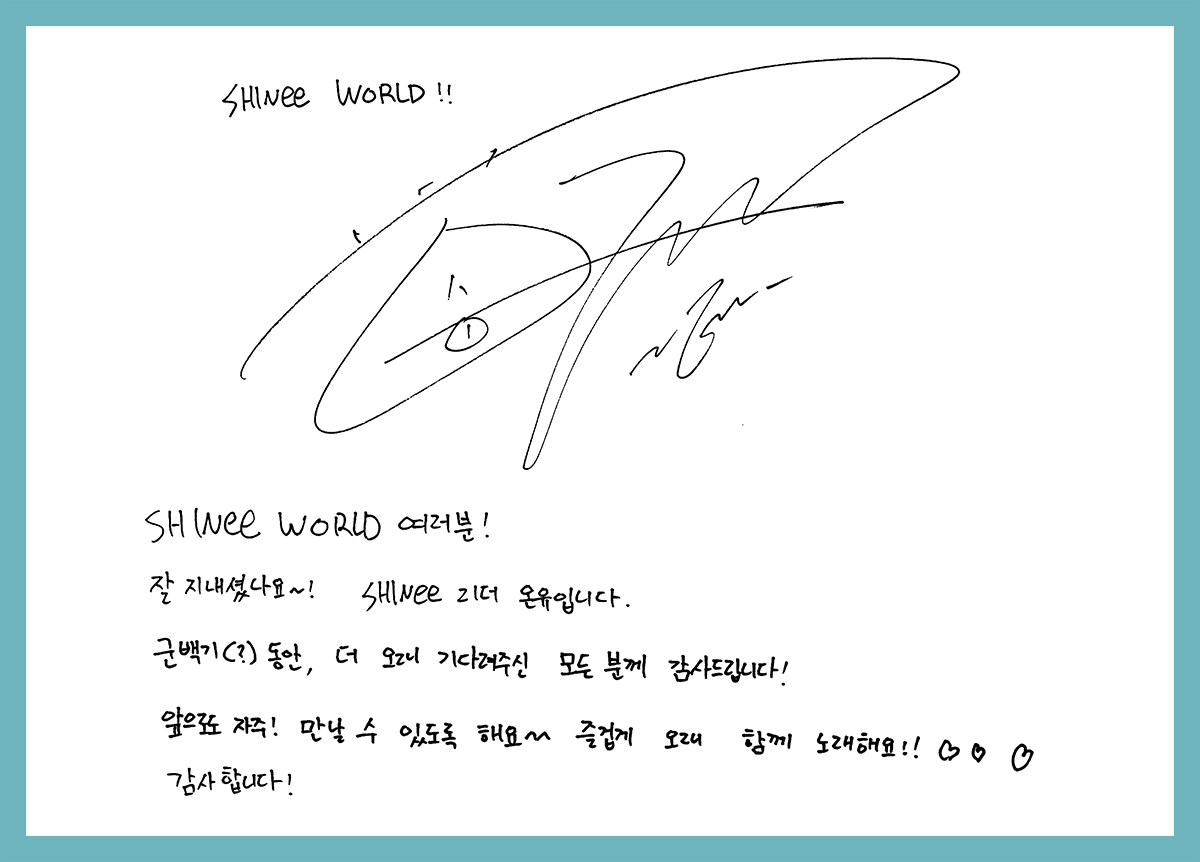 SHINee WORLD!!
SHINee WORLD 여러분!
잘 지내셨나요~! SHINee 리더 온유입니다.
군백기(?) 동안, 더 오래 기다려주신 모든 분께 감사드립니다!
앞으로도 자주! 만날 수 있도록 해요~ 즐겁게 오래 함께 노래해요!! ♡♡ ♡
감사합니다!